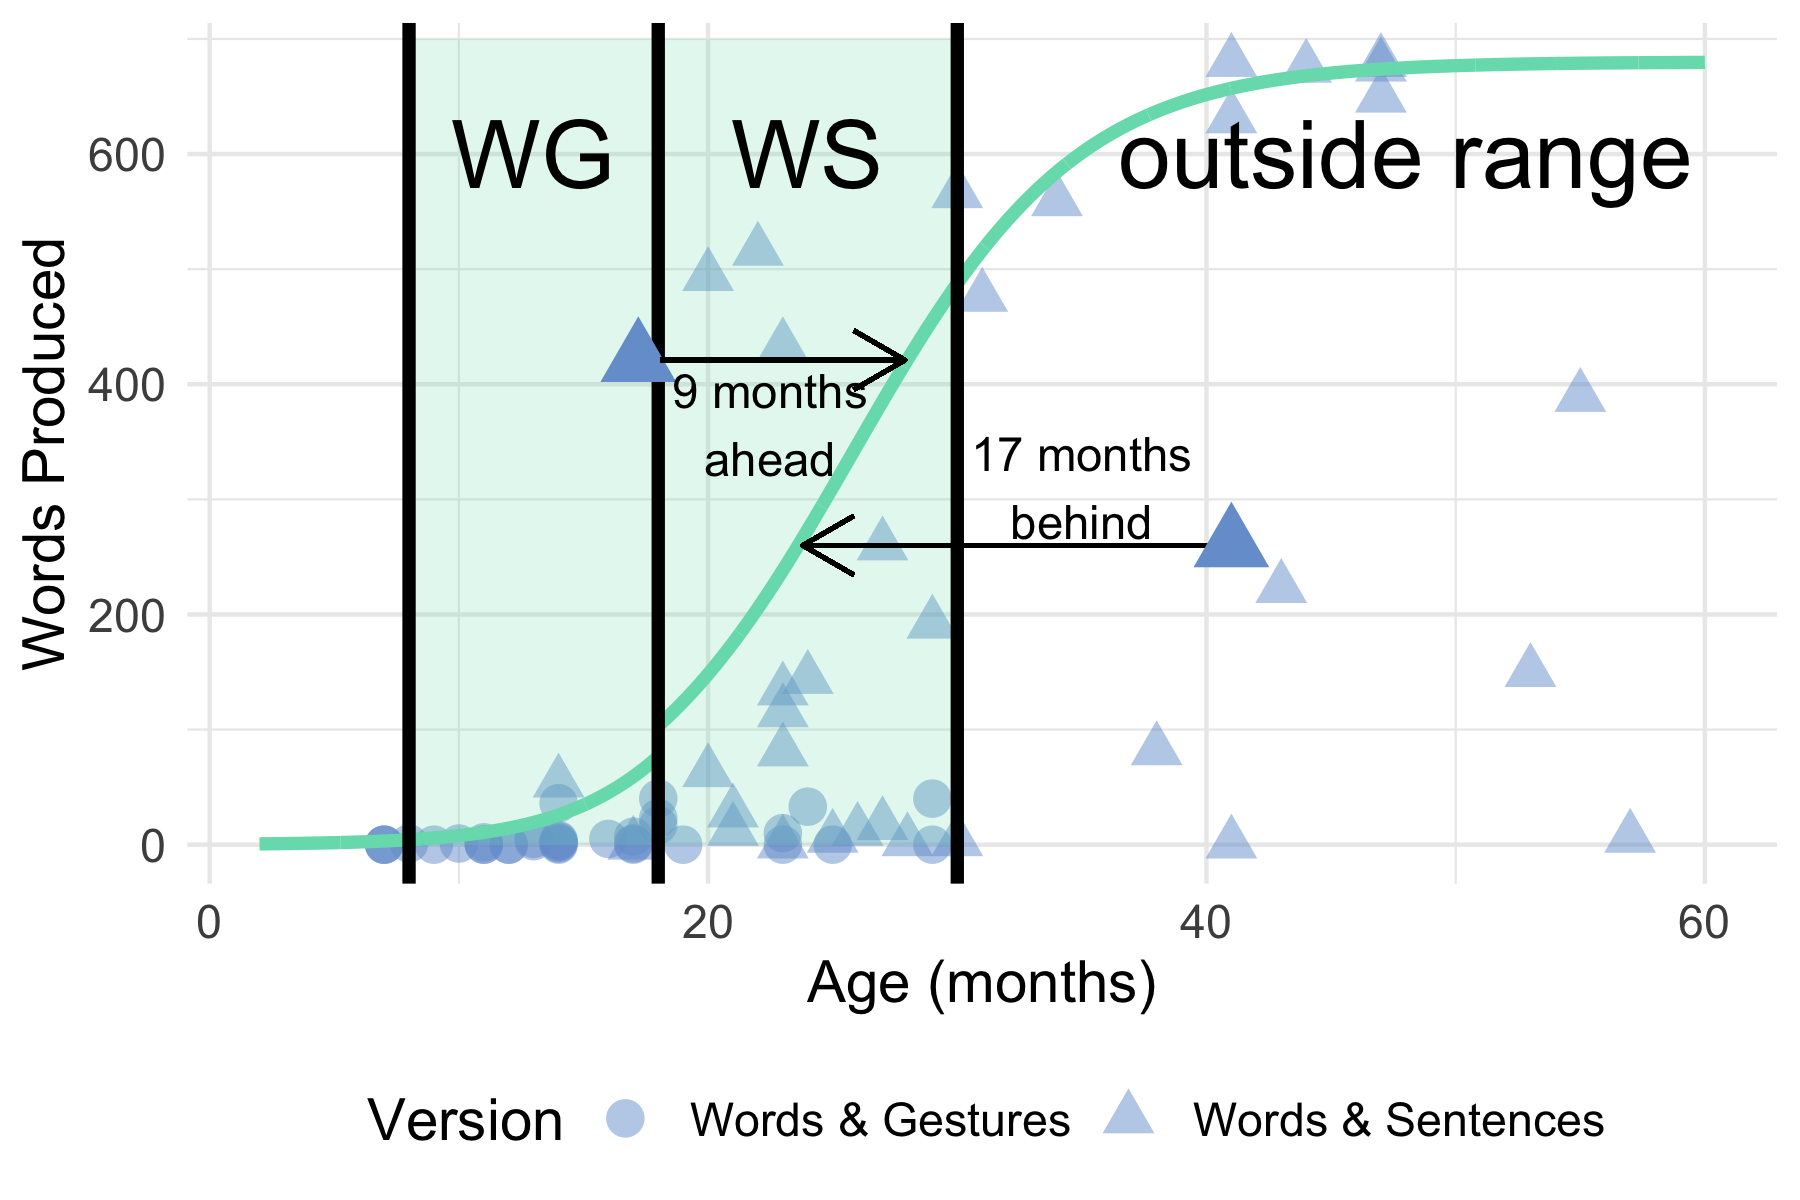 WG
WS
outside range
9 months
ahead
17 months
behind
Words Produced
600
400
200
0
0
20
40
60
Age (months)
Version
Words & Gestures
Words & Sentences